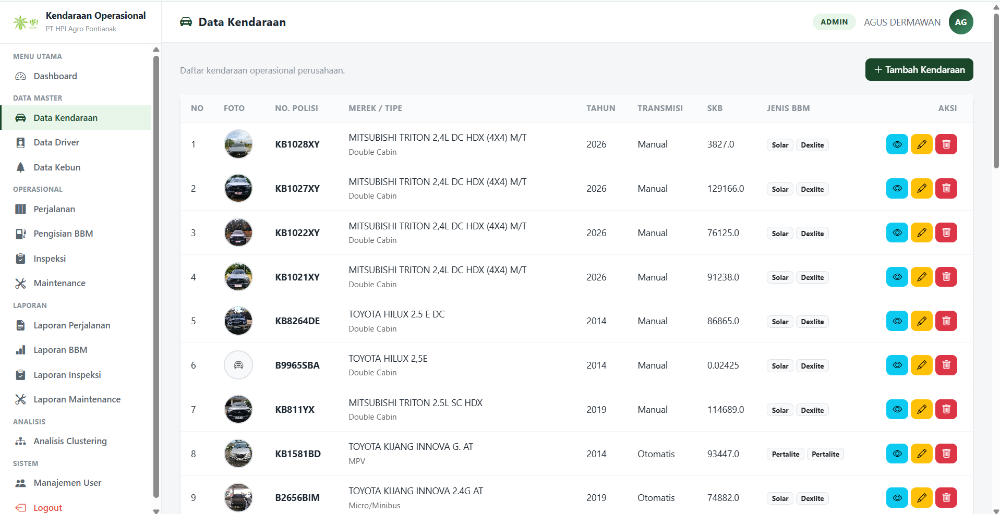 HPI
Kendaraan Operasional
PT HPI Agro Pontianak
MENU UTAMA
Dashboard
DATA MASTER
Data Kendaraan
Data Driver
Data Kebun
OPERASIONAL
Perjalanan
Pengisian BBM
Inspeksi
Maintenance
LAPORAN
Laporan Perjalanan
Laporan BBM
Laporan Inspeksi
Laporan Maintenance
ANALISIS
Analisis Clustering
SISTEM
Manajemen User
Logout
Data Kendaraan
ADMIN AGUS DERMAWAN AG
Daftar kendaraan operasional perusahaan.
+ Tambah Kendaraan
NO FOTO NO. POLISI MEREK / TIPE TAHUN TRANSMISI SKB JENIS BBM AKSI
1 KB1028XY MITSUBISHI TRITON 2,4L DC HDX (4X4) M/T 2026 Manual 3827.0 Solar Dexlite
Double Cabin
2 KB1027XY MITSUBISHI TRITON 2,4L DC HDX (4X4) M/T 2026 Manual 129166.0 Solar Dexlite
Double Cabin
3 KB1022XY MITSUBISHI TRITON 2,4L DC HDX (4X4) M/T 2026 Manual 76125.0 Solar Dexlite
Double Cabin
4 KB1021XY MITSUBISHI TRITON 2,4L DC HDX (4X4) M/T 2026 Manual 91238.0 Solar Dexlite
Double Cabin
5 KB8264DE TOYOTA HILUX 2.5 E DC 2014 Manual 86865.0 Solar Dexlite
Double Cabin
6 B9965SBA TOYOTA HILUX 2,5E 2014 Manual 0.02425 Solar Dexlite
Double Cabin
7 KB811YX MITSUBISHI TRITON 2.5L SC HDX 2019 Manual 114689.0 Solar Dexlite
Double Cabin
8 KB1581BD TOYOTA KIJANG INNOVA G. AT 2014 Otomatis 93447.0 Pertalite Pertalite
MPV
9 B2656BIM TOYOTA KIJANG INNOVA 2.4G AT 2019 Otomatis 74882.0 Solar Dexlite
Micro/Minibus